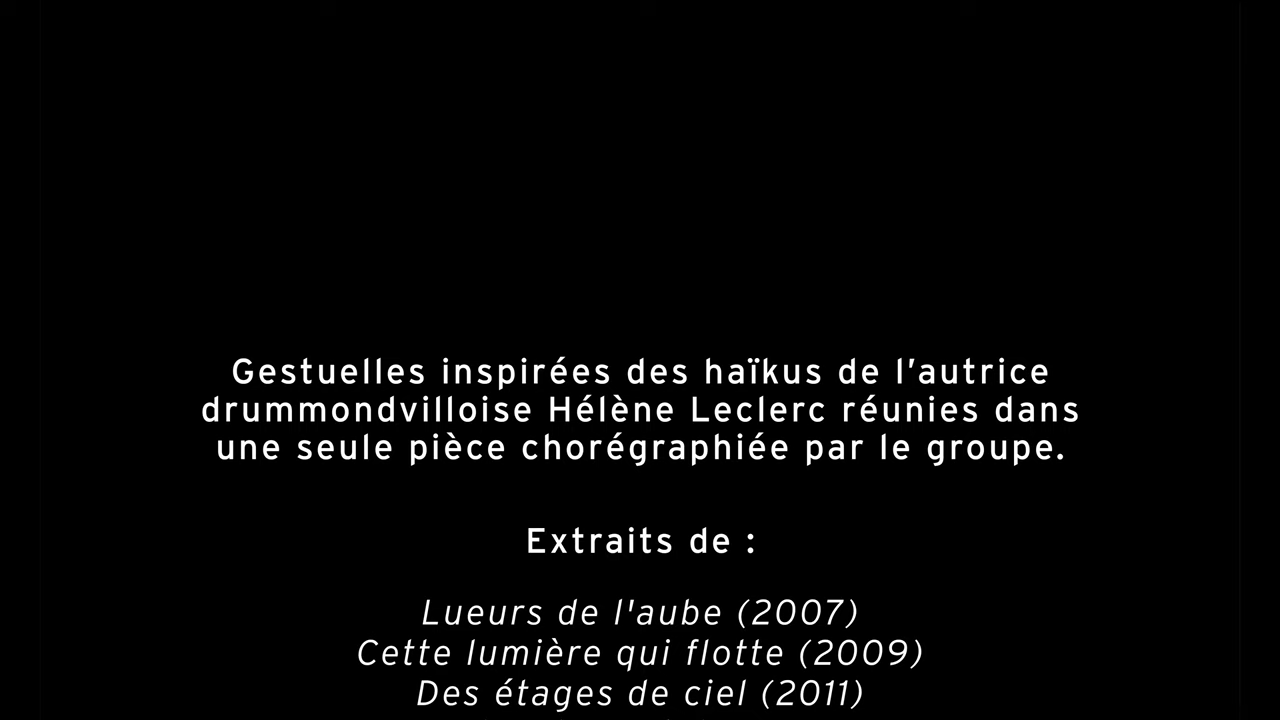 Gestuelles inspirées des haïkus de l’autrice
drummondvilloise Hélène Leclerc réunies dans
une seule pièce chorégraphiée par le groupe.
Extraits de :
Lueurs de l'aube (2007)
Cette lumière qui flotte (2009)
Des étages de ciel (2011)